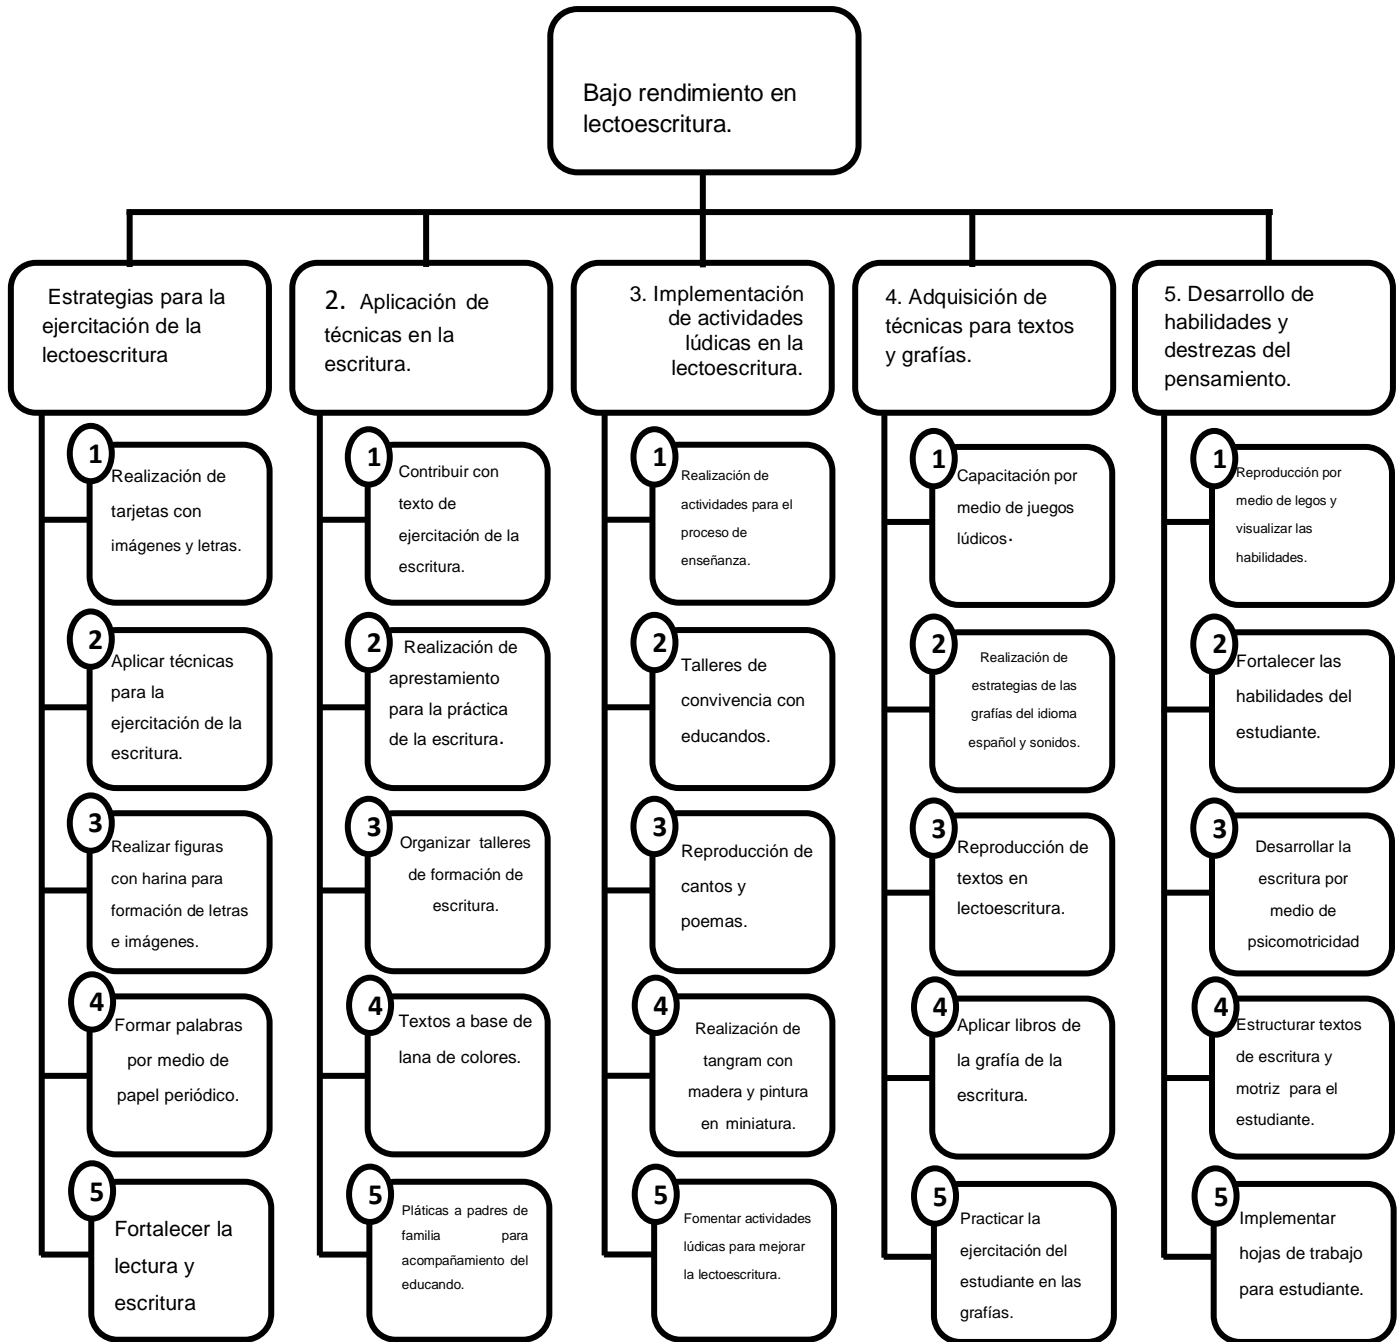 Bajo rendimiento en
lectoescritura.
Estrategias para la
ejercitación de la
lectoescritura
1
Realización de
tarjetas con
imágenes y letras.
2
Aplicar técnicas
para la
ejercitación de la
escritura.
3
Realizar figuras
con harina para
formación de letras
e imágenes.
4
Formar palabras
por medio de
papel periódico.
5
Fortalecer la
lectura y
escritura
2. Aplicación de
técnicas en la
escritura.
1
Contribuir con
texto de
ejercitación de la
escritura.
2
Realización de
aprestamiento
para la práctica
de la escritura.
3
Organizar talleres
de formación de
escritura.
4
Textos a base de
lana de colores.
5
Pláticas a padres de
familia para
acompañamiento del
educando.
3. Implementación
de actividades
lúdicas en la
lectoescritura.
1
Realización de
actividades para el
proceso de
enseñanza.
2
Talleres de
convivencia con
educandos.
3
Reproducción de
cantos y
poemas.
4
Realización de
tangram con
madera y pintura
en miniatura.
5
Fomentar actividades
lúdicas para mejorar
la lectoescritura.
4. Adquisición de
técnicas para textos
y grafías.
1
Capacitación por
medio de juegos
lúdicos.
2
Realización de
estrategias de las
grafías del idioma
español y sonidos.
3
Reproducción de
textos en
lectoescritura.
4
Aplicar libros de
la grafía de la
escritura.
5
Practicar la
ejercitación del
estudiante en las
grafías.
5. Desarrollo de
habilidades y
destrezas del
pensamiento.
1
Reproducción por
medio de legos y
visualizar las
habilidades.
2
Fortalecer las
habilidades del
estudiante.
3
Desarrollar la
escritura por
medio de
psicomotricidad
4
Estructurar textos
de escritura y
motriz para el
estudiante.
5
Implementar
hojas de trabajo
para estudiante.